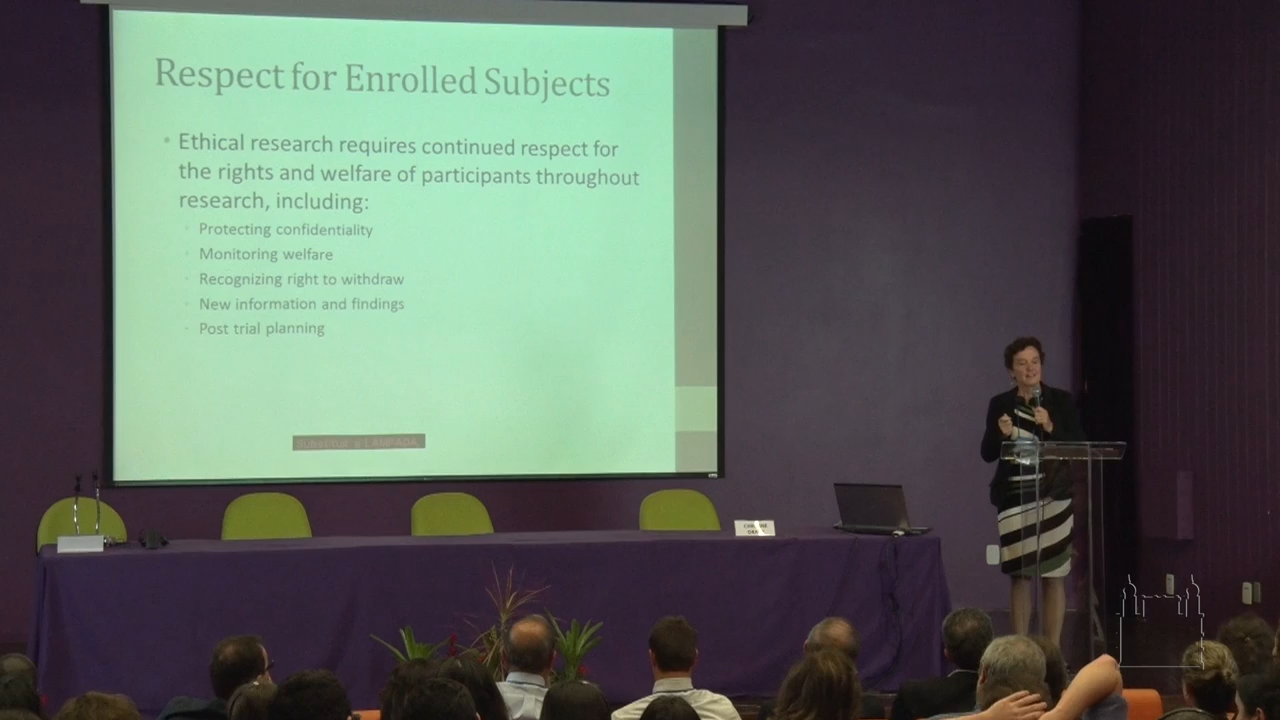 Respect for Enrolled Subjects
• Ethical research requires continued respect for
the rights and welfare of participants throughout
research, including:
Protecting confidentiality
Monitoring welfare
Recognizing right to withdraw
New information and findings
Post trial planning